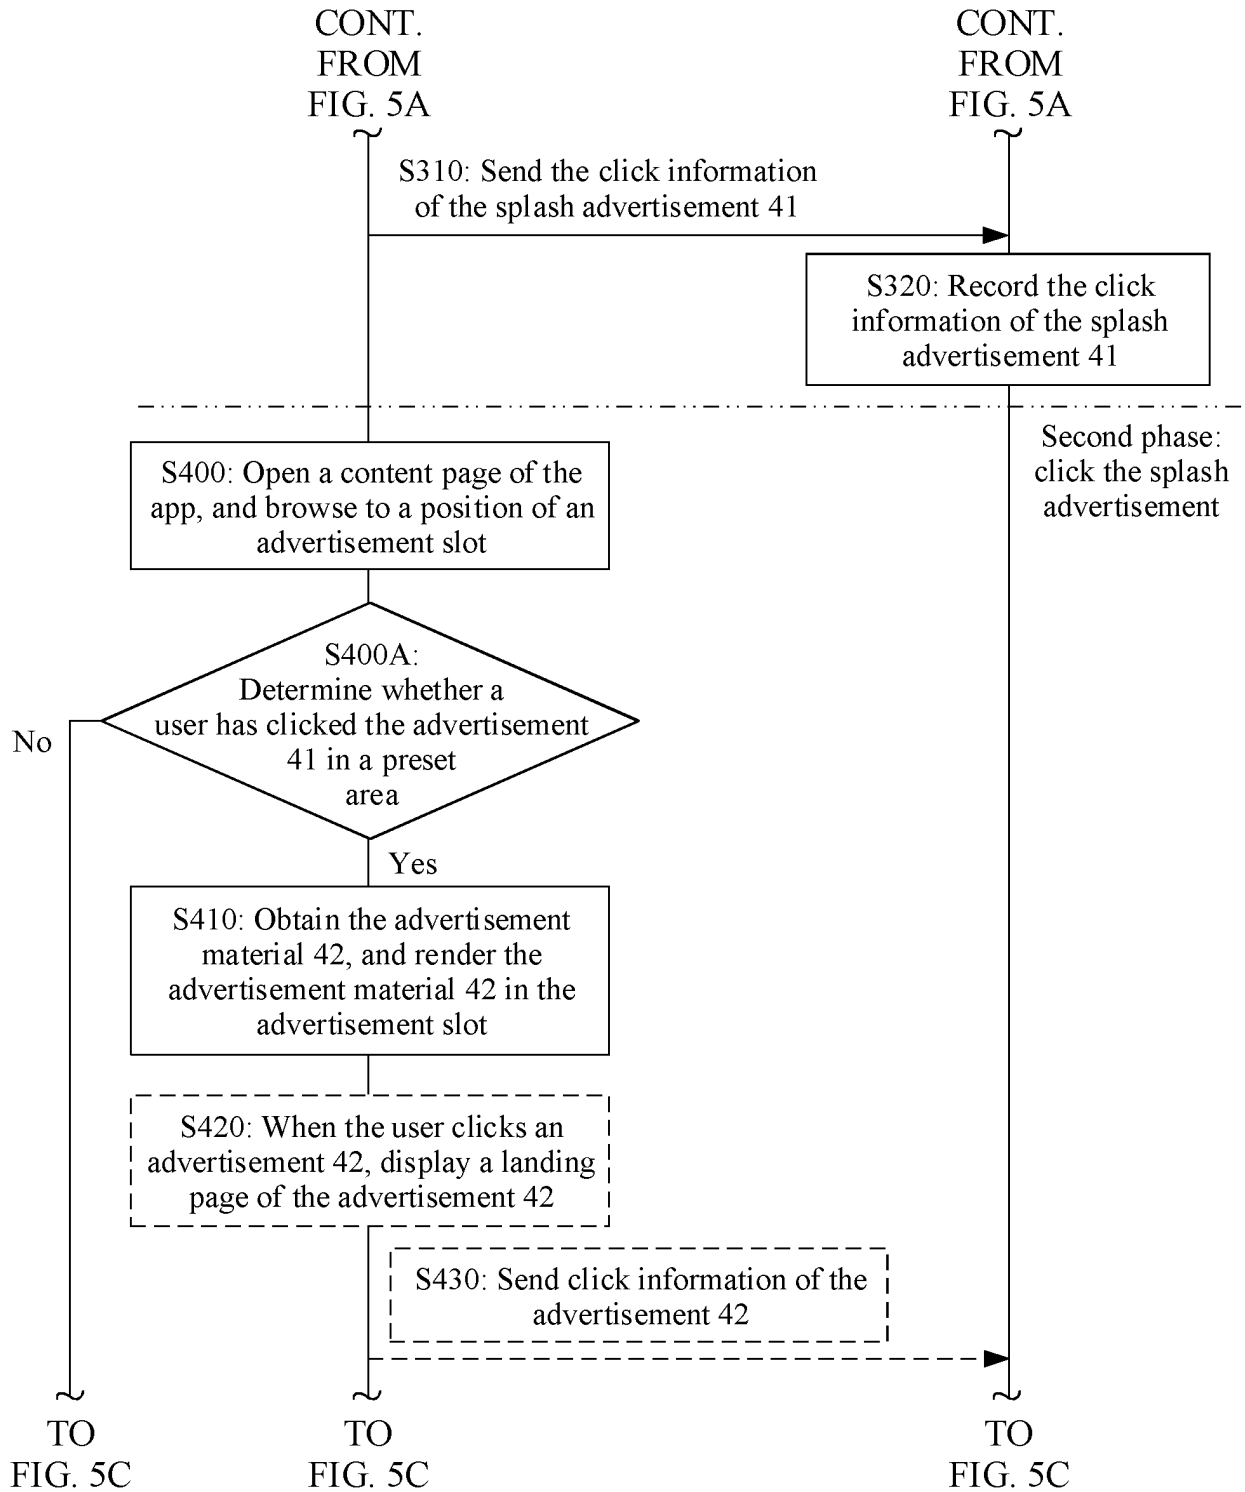 CONT.
FROM
FIG. 5A
CONT.
FROM
FIG. 5A
S310: Send the click information
of the splash advertisement 41
S320: Record the click
information of the splash
advertisement 41
Second phase:
click the splash
advertisement
S400: Open a content page of the
app, and browse to a position of an
advertisement slot
S400A:
Determine whether a
user has clicked the advertisement
41 in a preset
area
No
Yes
S410: Obtain the advertisement
material 42, and render the
advertisement material 42 in the
advertisement slot
S420: When the user clicks an
advertisement 42, display a landing
page of the advertisement 42
S430: Send click information of the
advertisement 42
TO
FIG. 5C
TO
FIG. 5C
TO
FIG. 5C